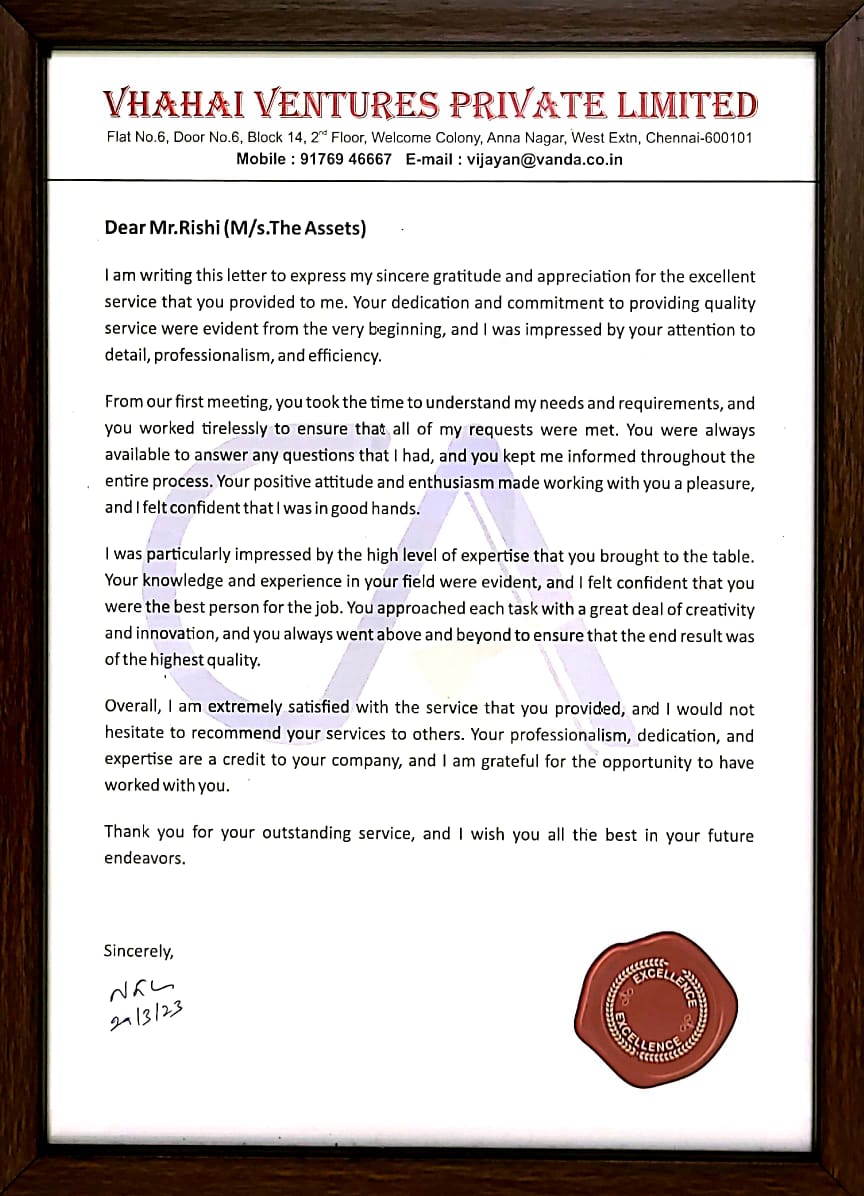 VHAHAI VENTURES PRIVATE LIMITED
Flat No.6, Door No.6, Block 14, 2nd Floor, Welcome Colony, Anna Nagar, West Extn, Chennai-600101
Mobile : 91769 46667 E-mail : vijayan@vanda.co.in
Dear Mr.Rishi (M/s.The Assets)
I am writing this letter to express my sincere gratitude and appreciation for the excellent
service that you provided to me. Your dedication and commitment to providing quality
service were evident from the very beginning, and I was impressed by your attention to
detail, professionalism, and efficiency.
From our first meeting, you took the time to understand my needs and requirements, and
you worked tirelessly to ensure that all of my requests were met. You were always
available to answer any questions that I had, and you kept me informed throughout the
entire process. Your positive attitude and enthusiasm made working with you a pleasure,
and I felt confident that I was in good hands.
I was particularly impressed by the high level of expertise that you brought to the table.
Your knowledge and experience in your field were evident, and I felt confident that you
were the best person for the job. You approached each task with a great deal of creativity
and innovation, and you always went above and beyond to ensure that the end result was
of the highest quality.
Overall, I am extremely satisfied with the service that you provided, and I would not
hesitate to recommend your services to others. Your professionalism, dedication, and
expertise are a credit to your company, and I am grateful for the opportunity to have
worked with you.
Thank you for your outstanding service, and I wish you all the best in your future
endeavors.
Sincerely,
EXCELLENCE
EXCELLENCE